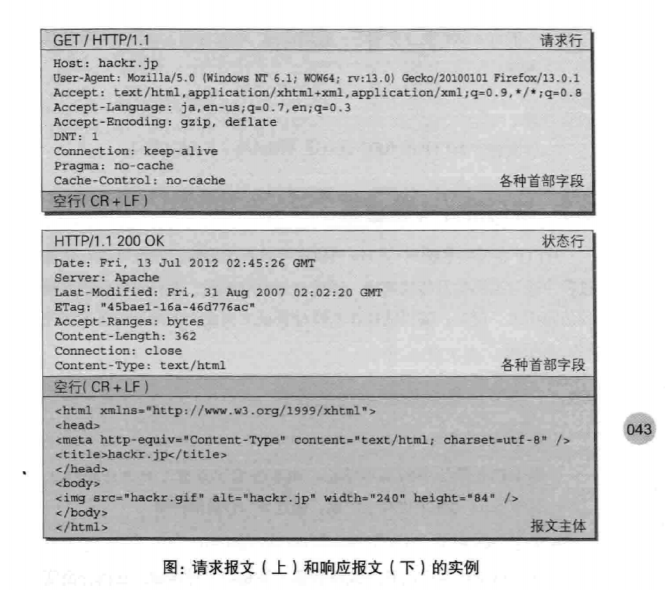 GET / HTTP/1.1 请求行
Host: hackr.jp
User-Agent: Mozilla/5.0 (Windows NT 6.1; WOW64; rv:13.0) Gecko/20100101 Firefox/13.0.1
Accept: text/html,application/xhtml+xml,application/xml;q=0.9,*/*;q=0.8
Accept-Language: ja,en-us;q=0.7,en;q=0.3
Accept-Encoding: gzip, deflate
DNT: 1
Connection: keep-alive
Pragma: no-cache
Cache-Control: no-cache 各种首部字段
空行( CR + LF )
HTTP/1.1 200 OK 状态行
Date: Fri, 13 Jul 2012 02:45:26 GMT
Server: Apache
Last-Modified: Fri, 31 Aug 2007 02:02:20 GMT
ETag: "45bae1-16a-46d776ac"
Accept-Ranges: bytes
Content-Length: 362
Connection: close
Content-Type: text/html 各种首部字段
空行( CR + LF )
<html xmlns="http://www.w3.org/1999/xhtml">
<head>
<meta http-equiv="Content-Type" content="text/html; charset=utf-8" />
<title>hackr.jp</title>
</head>
<body>
<img src="hackr.gif" alt="hackr.jp" width="240" height="84" />
</body>
</html> 报文主体
043
图: 请求报文（上）和响应报文（下）的实例